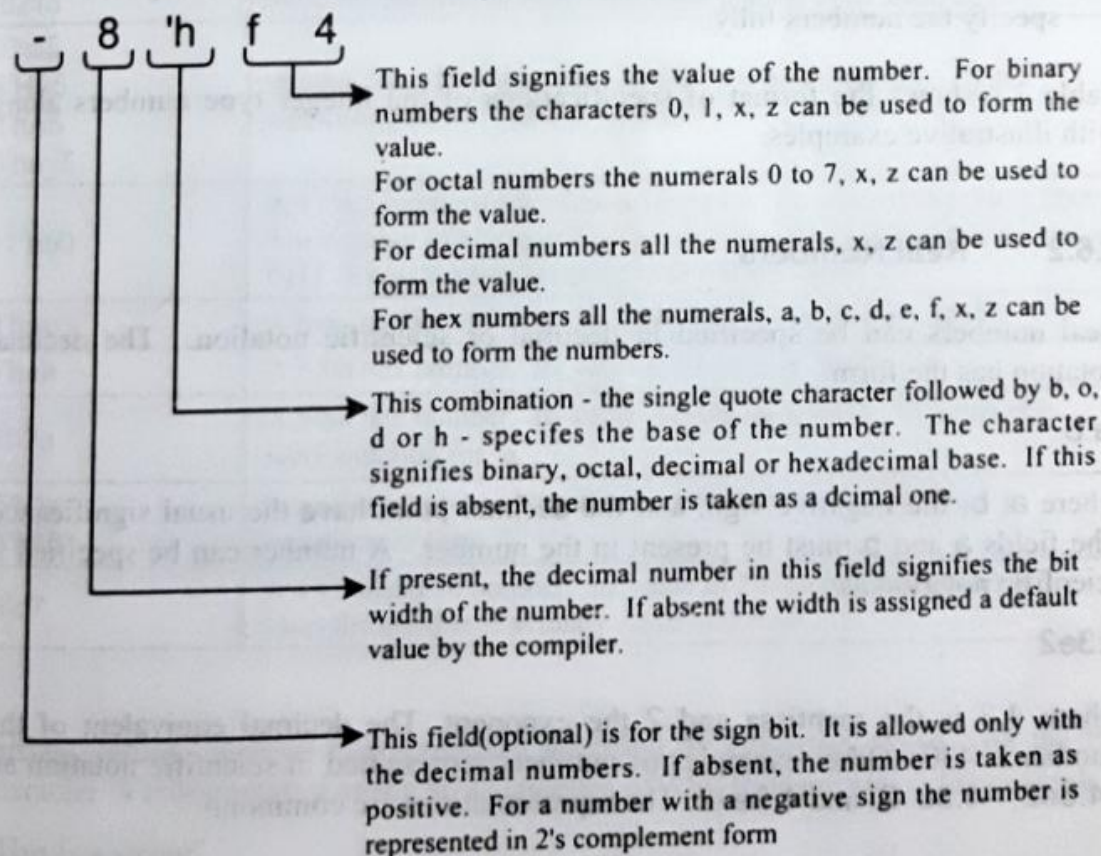 specify the numbers fully
- 8 'h f 4
This field signifies the value of the number. For binary
numbers the characters 0, 1, x, z can be used to form the
value.
For octal numbers the numerals 0 to 7, x, z can be used to
form the value.
For decimal numbers all the numerals, x, z can be used to
form the value.
For hex numbers all the numerals, a, b, c, d, e, f, x, z can be
used to form the numbers.
This combination - the single quote character followed by b, o,
d or h - specifes the base of the number. The character
signifies binary, octal, decimal or hexadecimal base. If this
field is absent, the number is taken as a dcimal one.
If present, the decimal number in this field signifies the bit
width of the number. If absent the width is assigned a default
value by the compiler.
This field(optional) is for the sign bit. It is allowed only with
the decimal numbers. If absent, the number is taken as
positive. For a number with a negative sign the number is
represented in 2's complement form